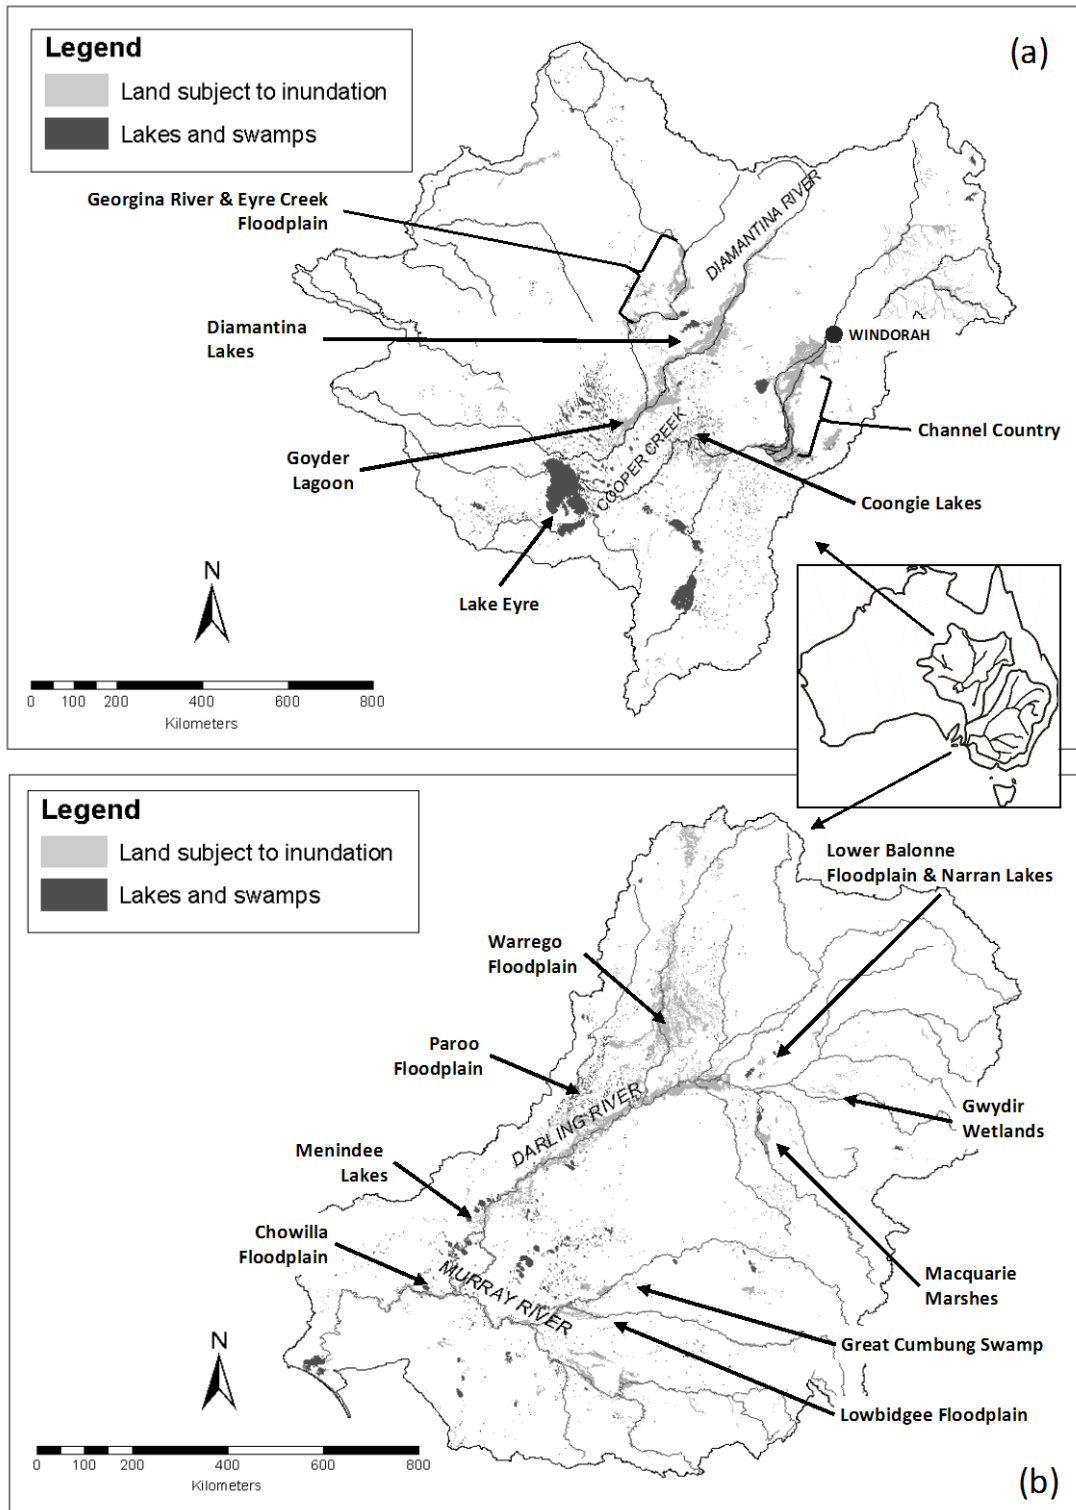 (a)
Legend
Land subject to inundation
Lakes and swamps
Georgina River & Eyre Creek
Floodplain
DIAMANTINA RIVER
Diamantina
Lakes
WINDORAH
Channel Country
Goyder
Lagoon
COOPER CREEK
Coongie Lakes
Lake Eyre
N
0 100 200 400 600 800
Kilometers
Legend
Land subject to inundation
Lakes and swamps
Lower Balonne
Floodplain & Narran Lakes
Warrego
Floodplain
Paroo
Floodplain
DARLING RIVER
Gwydir
Wetlands
Menindee
Lakes
Chowilla
Floodplain
MURRAY RIVER
Macquarie
Marshes
Great Cumbung Swamp
N
Lowbidgee Floodplain
0 100 200 400 600 800
Kilometers
(b)